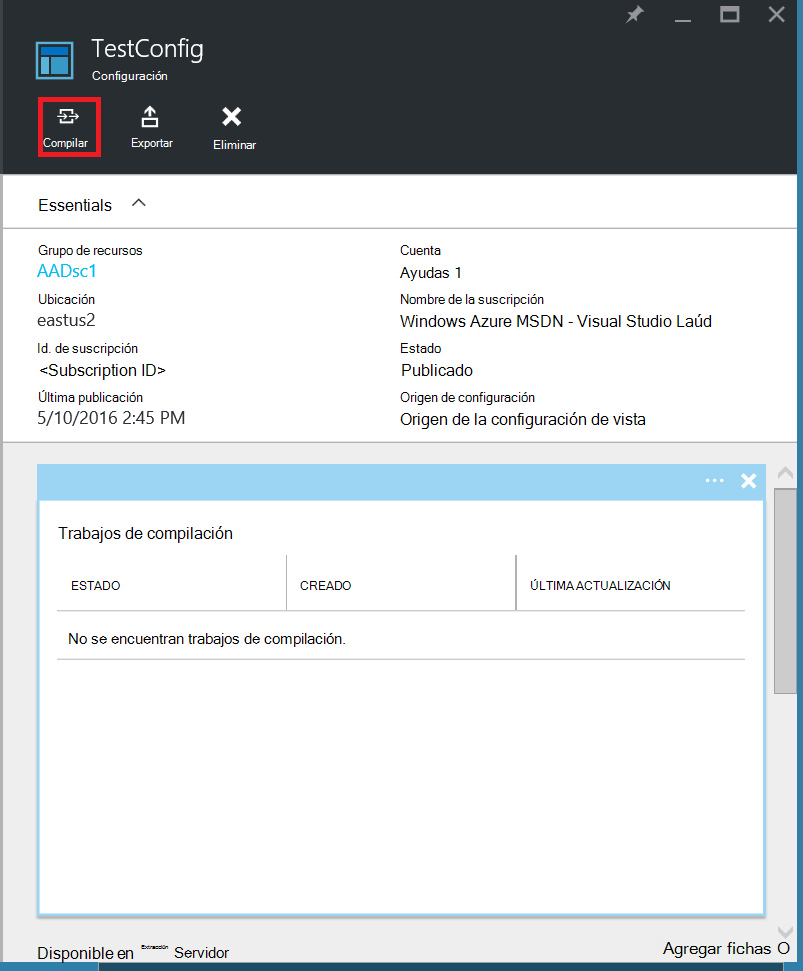 TestConfig
Configuración
Compilar
Exportar
Eliminar
Essentials
Grupo de recursos
AADsc1
Cuenta
Ayudas 1
Ubicación
eastus2
Nombre de la suscripción
Windows Azure MSDN - Visual Studio Laúd
Id. de suscripción
<Subscription ID>
Estado
Publicado
Última publicación
5/10/2016 2:45 PM
Origen de configuración
Origen de la configuración de vista
Trabajos de compilación
ESTADO
CREADO
ÚLTIMA ACTUALIZACIÓN
No se encuentran trabajos de compilación.
Disponible en Extracción Servidor
Agregar fichas O